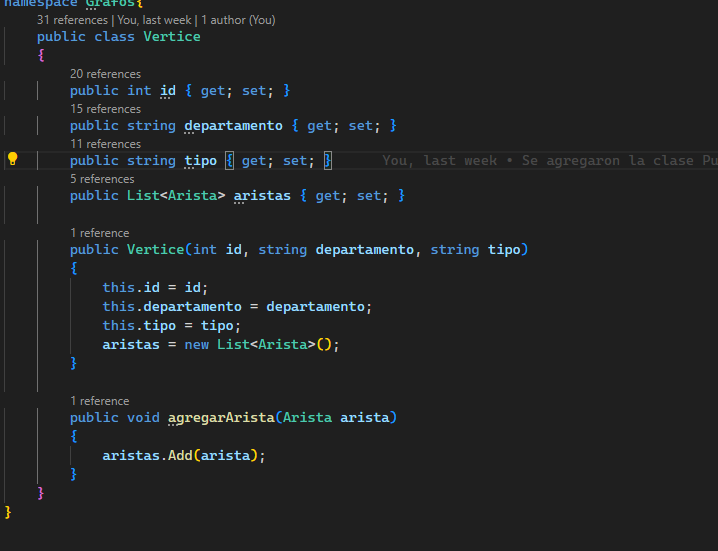 namespace Grafos{
31 references | You, last week | 1 author (You)
public class Vertice
{
20 references
public int id { get; set; }
15 references
public string departamento { get; set; }
11 references
public string tipo { get; set; } You, last week • Se agregaron la clase Pu
5 references
public List<Arista> aristas { get; set; }
1 reference
public Vertice(int id, string departamento, string tipo)
{
this.id = id;
this.departamento = departamento;
this.tipo = tipo;
aristas = new List<Arista>();
}
1 reference
public void agregarArista(Arista arista)
{
aristas.Add(arista);
}
}
}